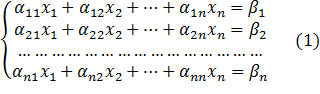 α₁₁x₁ + α₁₂x₂ + ⋯ + α₁ₙxₙ = β₁
α₂₁x₁ + α₂₂x₂ + ⋯ + α₂ₙxₙ = β₂ (1)
… … … … … … … … … … … … … …
αₙ₁x₁ + αₙ₂x₂ + ⋯ + αₙₙxₙ = βₙ